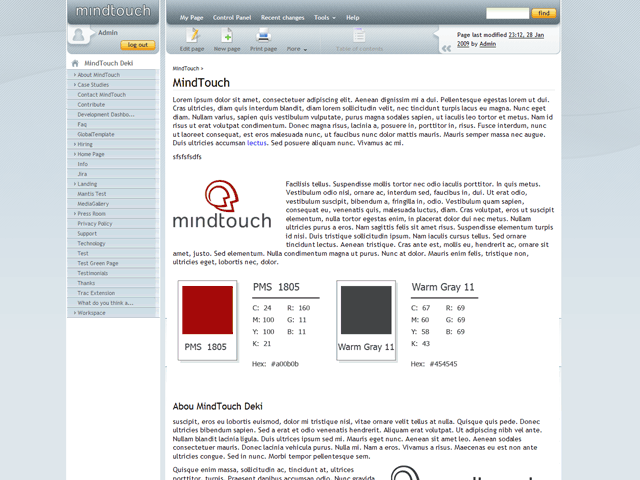 mindtouch
My Page Control Panel Recent changes Tools Help
find
Admin
log out
Edit page New page Print page More Table of contents
Page last modified 23:12, 28 Jan
2009 by Admin
MindTouch Deki
About MindTouch
Case Studies
Contact MindTouch
Contribute
Development Dashbo...
Faq
GlobalTemplate
Hiring
Home Page
Info
Jira
Landing
Mantis Test
MediaGallery
Press Room
Privacy Policy
Support
Technology
Test
Test Green Page
Testimonials
Thanks
Trac Extension
What do you think a...
Workspace
MindTouch >
MindTouch
Lorem ipsum dolor sit amet, consectetuer adipiscing elit. Aenean dignissim mi a dui. Pellentesque egestas lorem ut dui.
Cras ultricies, diam quis interdum blandit, diam lorem sollicitudin velit, nec tincidunt turpis lacus eu magna. Nunc eget
diam. Nullam varius, sapien quis vestibulum vulputate, purus magna sodales sapien, ut iaculis leo tortor et metus. Nam id
risus ut erat volutpat condimentum. Donec magna risus, lacinia a, posuere in, porttitor in, risus. Fusce interdum, nunc
ut laoreet consequat, est eros malesuada nunc, ut faucibus nunc dolor mattis mauris. Mauris semper massa nec augue.
Duis ultricies accumsan lectus. Sed posuere aliquam nunc. Vivamus ac mi.
sfsfsfsdfs
mindtouch
Facilisis tellus. Suspendisse mollis tortor nec odio iaculis porttitor. In quis metus.
Vestibulum odio nisi, ornare ac, interdum sed, faucibus in, dui. Ut erat odio,
vestibulum suscipit, bibendum a, fringilla in, odio. Vestibulum quam sapien,
consequat eu, venenatis quis, malesuada luctus, diam. Cras volutpat, eros ut suscipit
elementum, nulla tortor egestas enim, in placerat dolor dui nec metus. Nullam
ultricies purus a eros. Nam sagittis felis sit amet risus. Suspendisse elementum turpis
id nisi. Duis tristique sollicitudin ipsum. Nam iaculis cursus tellus. Sed ornare
tincidunt lectus. Aenean tristique. Cras ante est, mollis eu, hendrerit ac, ornare sit
amet, justo. Sed elementum. Nulla condimentum magna ut purus. Nunc at dolor. Mauris enim felis, tristique non,
ultricies eget, lobortis nec, dolor.
PMS 1805
C: 24 R: 160
M: 100 G: 11
Y: 100 B: 11
K: 21
Hex: #a00b0b
PMS 1805
Warm Gray 11
C: 67 R: 69
M: 60 G: 69
Y: 58 B: 69
K: 43
Hex: #454545
Warm Gray 11
Abou MindTouch Deki
suscipit, eros eu lobortis euismod, dolor mi tristique nisi, vitae ornare velit tellus at nulla. Quisque quis pede. Donec
ultricies bibendum sapien. Sed a erat et odio venenatis hendrerit. Aliquam erat volutpat. Ut adipiscing nibh vel ante.
Nullam blandit lacinia ligula. Duis ultrices ipsum sed mi. Mauris eget nunc. Aenean sit amet leo. Aenean sodales
consectetuer mauris. Donec lacinia vehicula purus. Nulla mi. Nam a eros. Vivamus a risus. Maecenas eu est non ante
ultricies congue. Sed in nunc. Morbi tempor pellentesque sem.
Quisque enim massa, sollicitudin ac, tincidunt at, ultrices
porttitor, turpis. Praesent dapibus accumsan odio. Nunc gravida